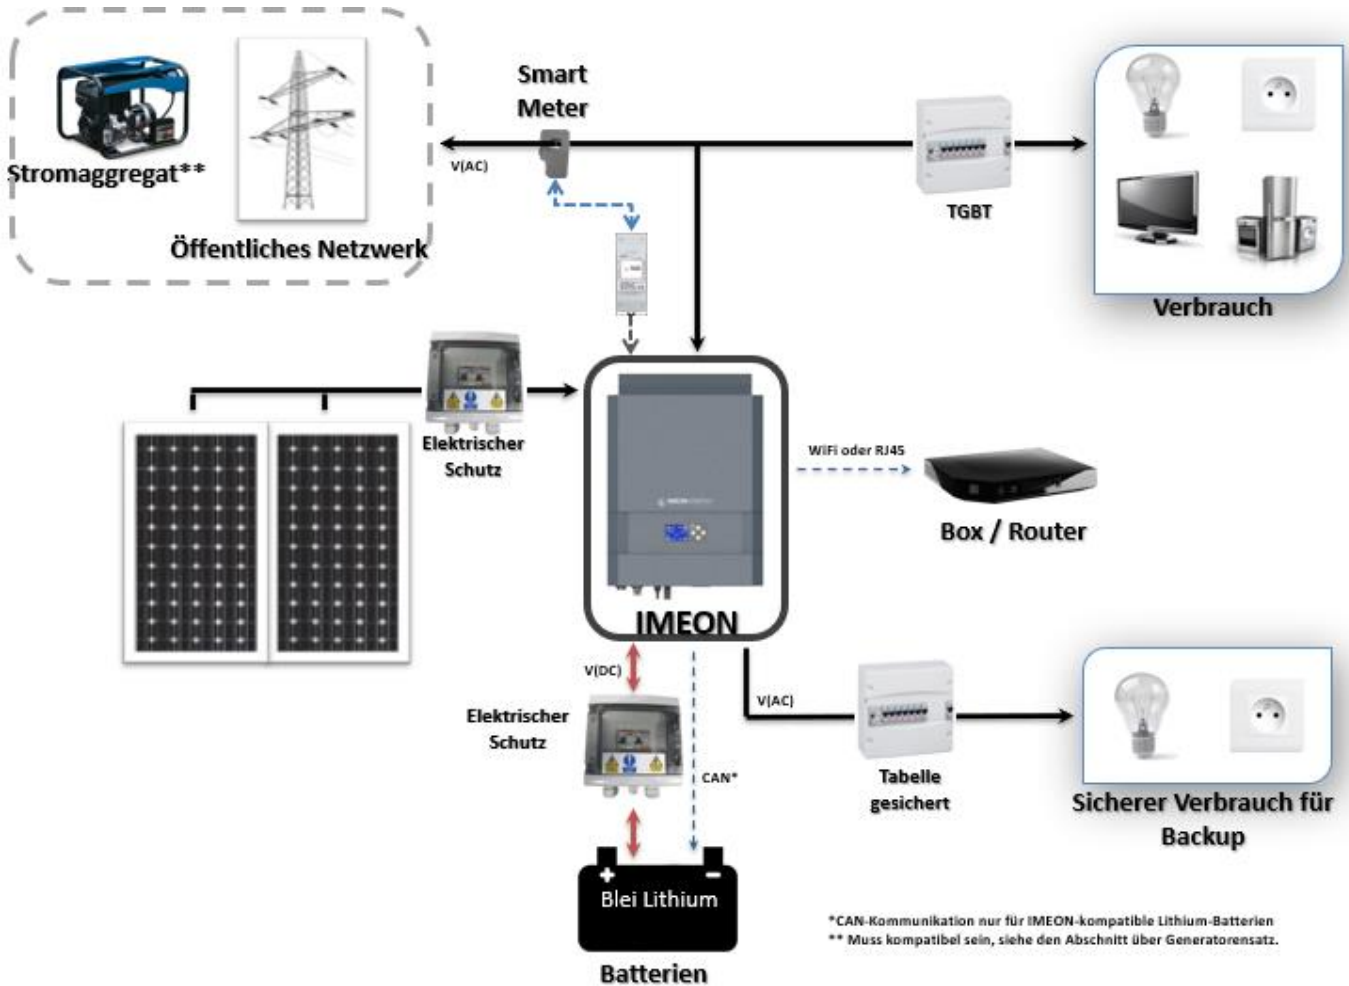 Smart
Meter
Stromaggregat**
V(AC)
Öffentliches Netzwerk
TGBT
Verbrauch
Elektrischer
Schutz
WiFi oder RJ45
Box / Router
IMEON
V(DC)
V(AC)
Elektrischer
Schutz
CAN*
Tabelle
gesichert
Sicherer Verbrauch für
Backup
+ −
Blei Lithium
Batterien
*CAN-Kommunikation nur für IMEON-kompatible Lithium-Batterien
** Muss kompatibel sein, siehe den Abschnitt über Generatorensatz.